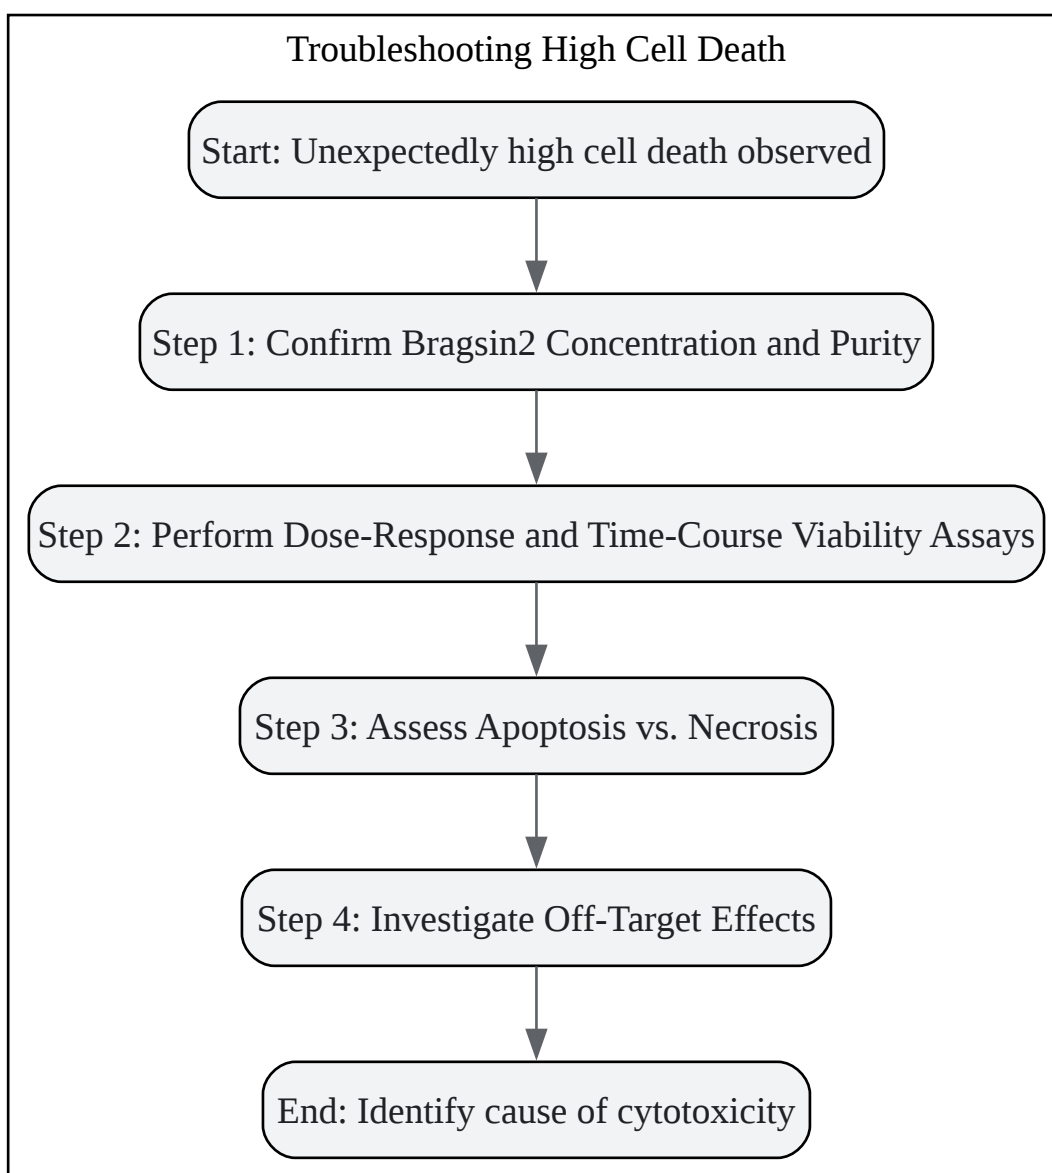 Troubleshooting High Cell Death
Start: Unexpectedly high cell death observed
Step 1: Confirm Bragsin2 Concentration and Purity
Step 2: Perform Dose-Response and Time-Course Viability Assays
Step 3: Assess Apoptosis vs. Necrosis
Step 4: Investigate Off-Target Effects
End: Identify cause of cytotoxicity